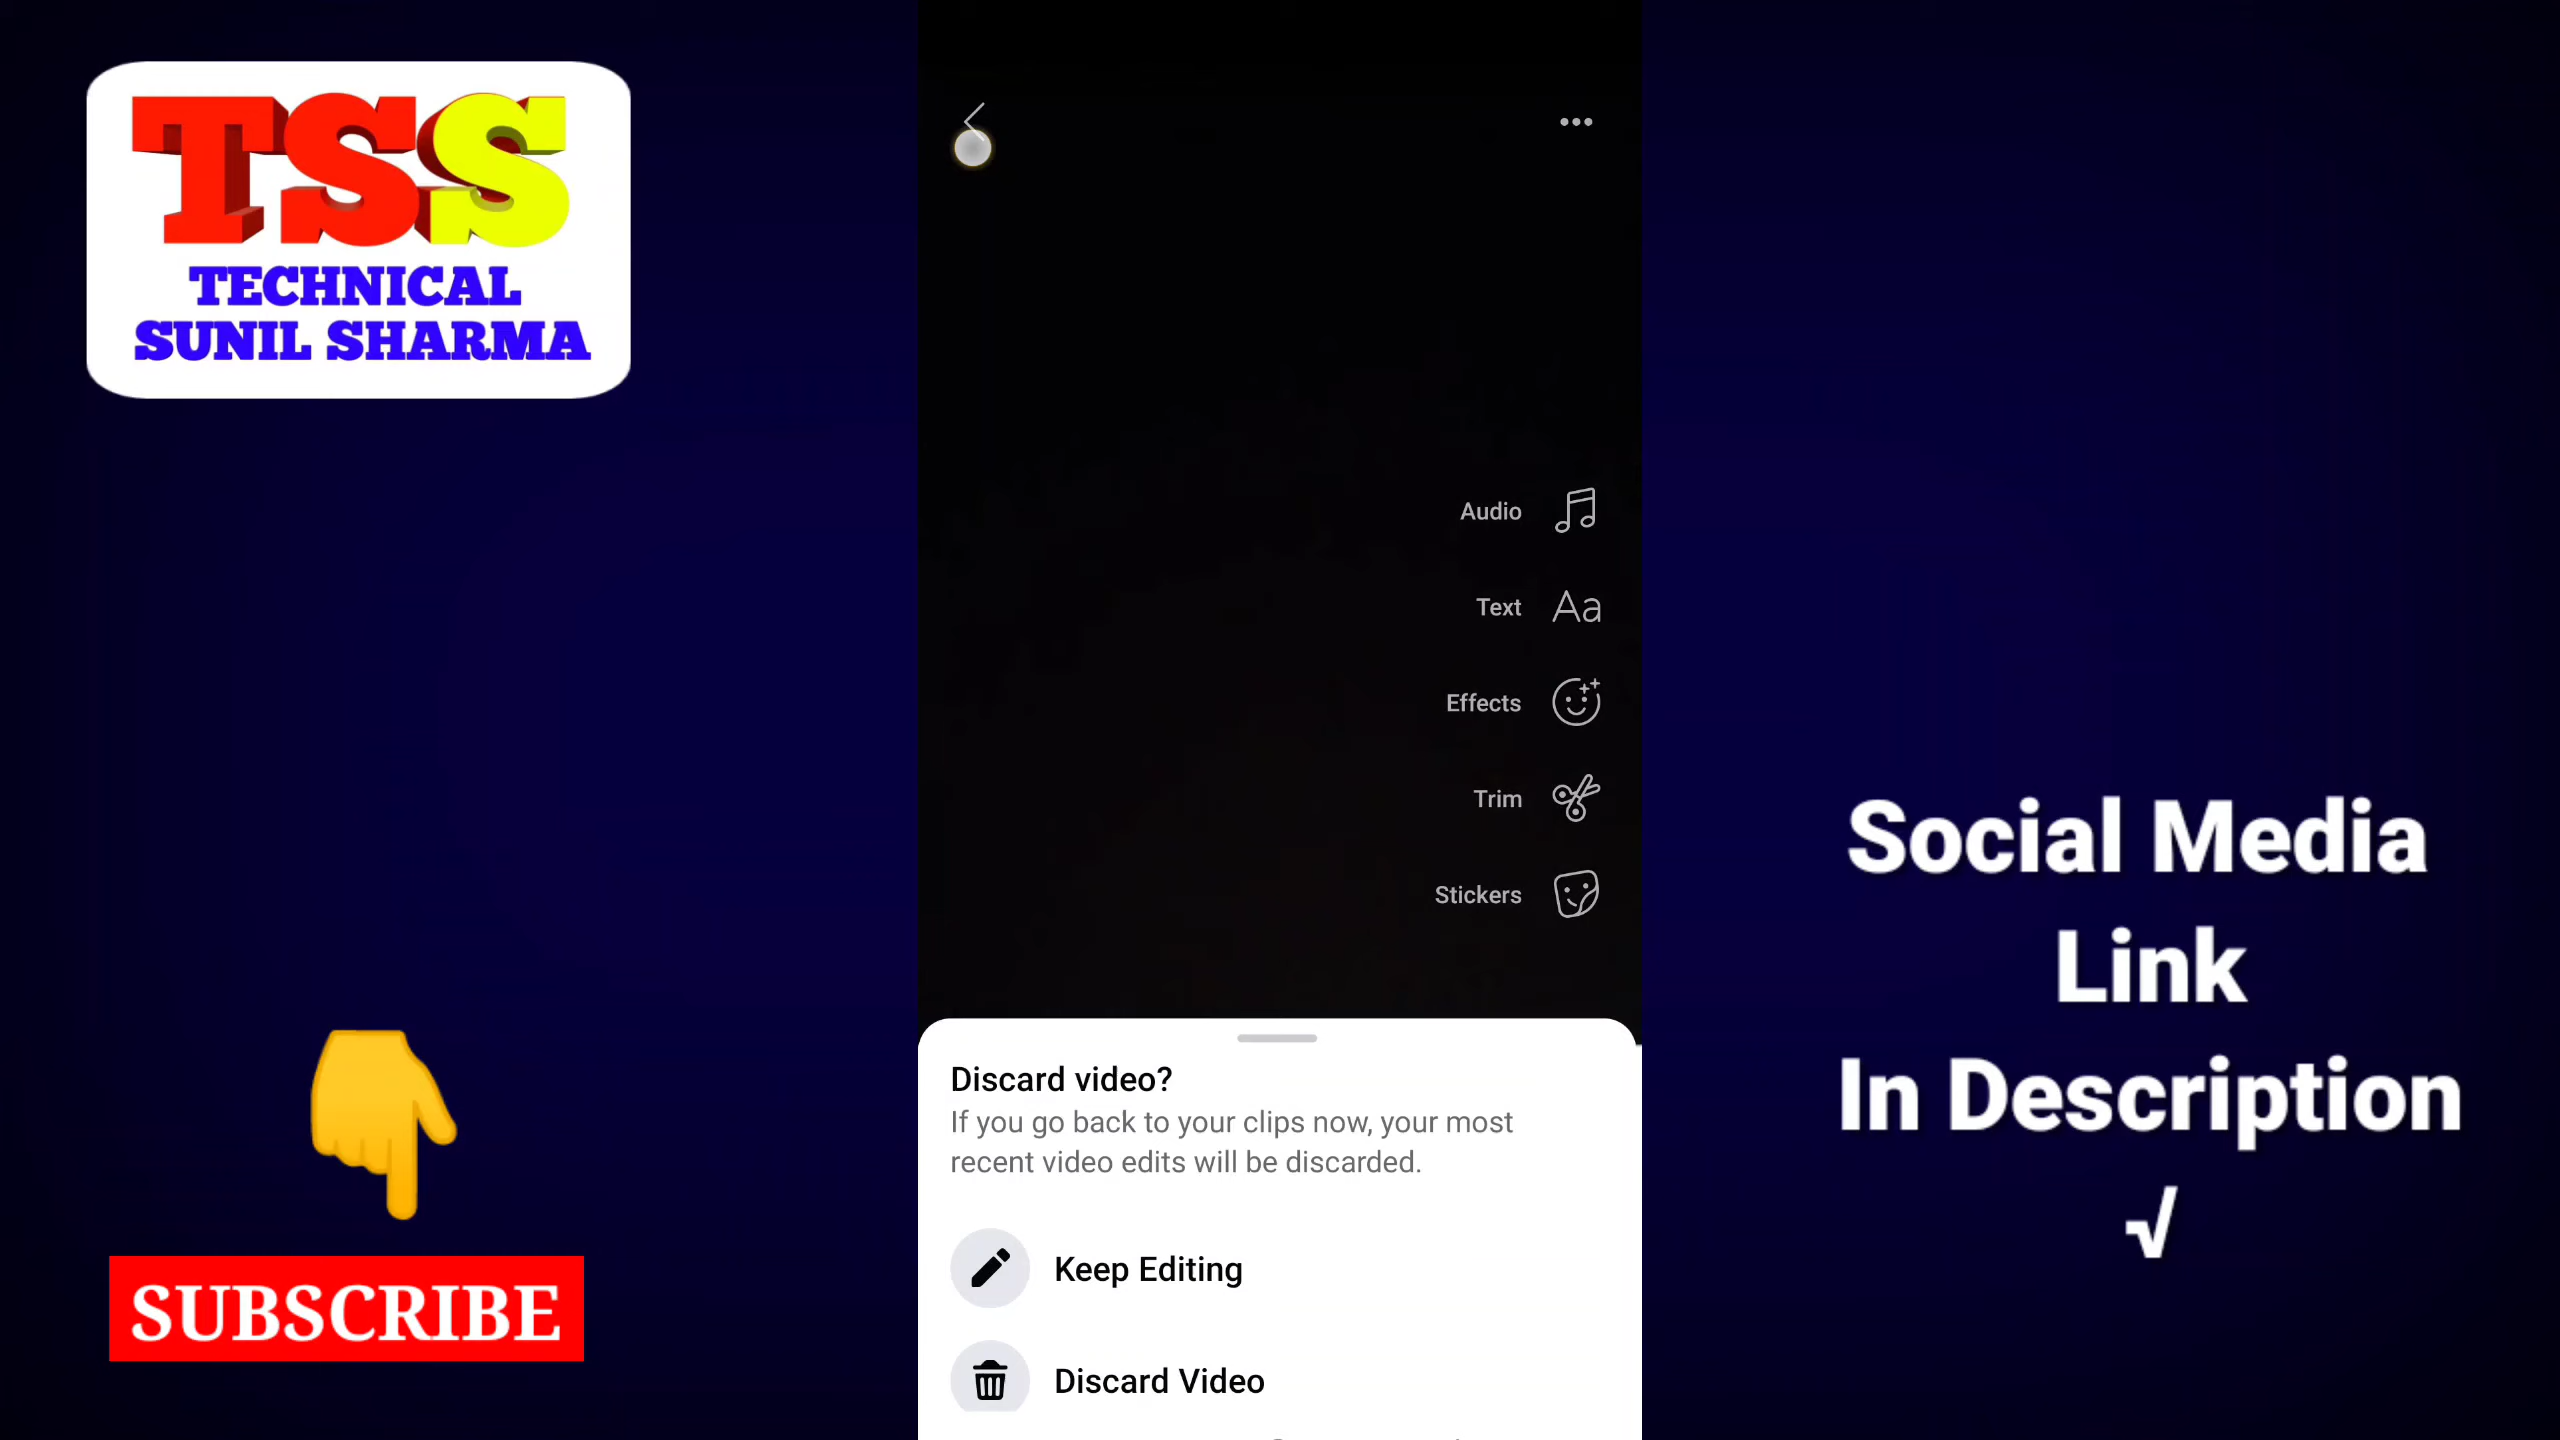 TSS
TECHNICAL
SUNIL SHARMA
Audio
Text
Effects
Trim
Stickers
Discard video?
If you go back to your clips now, your most
recent video edits will be discarded.
Keep Editing
Discard Video
SUBSCRIBE
Social Media
Link
In Description
√